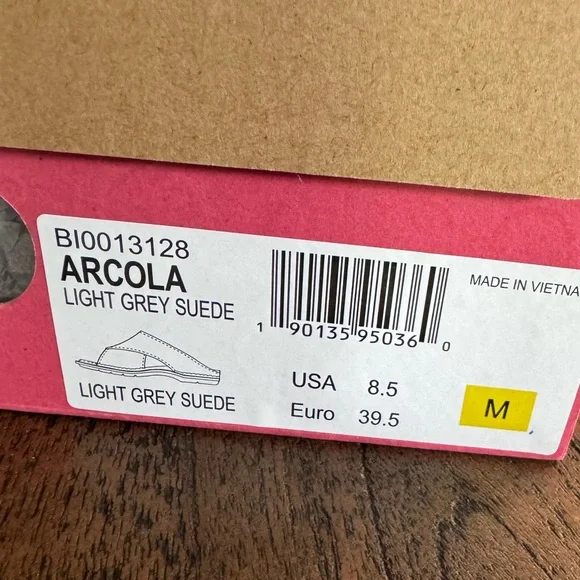 BI0013128
ARCOLA
LIGHT GREY SUEDE
1 90135 95036 0
MADE IN VIETNA
LIGHT GREY SUEDE
USA 8.5
Euro 39.5
M